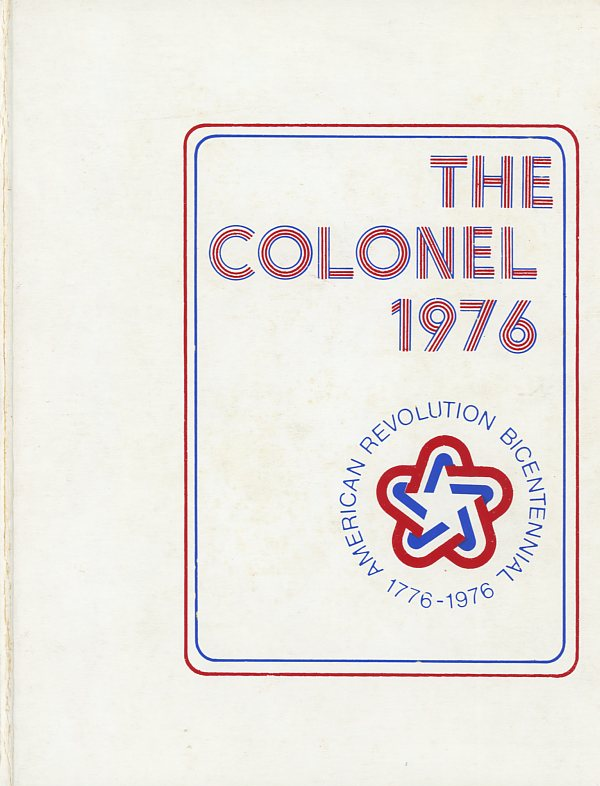 THE
COLONEL
1976
AMERICAN REVOLUTION BICENTENNIAL
1776-1976